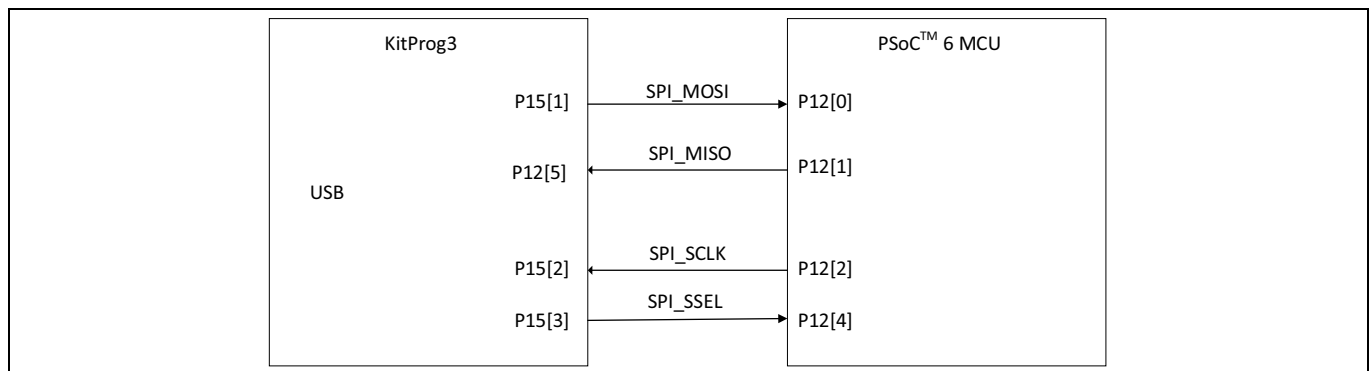 KitProg3
PSoC™ 6 MCU
P15[1]
SPI_MOSI
P12[0]
P12[5]
SPI_MISO
P12[1]
USB
P15[2]
SPI_SCLK
P12[2]
P15[3]
SPI_SSEL
P12[4]